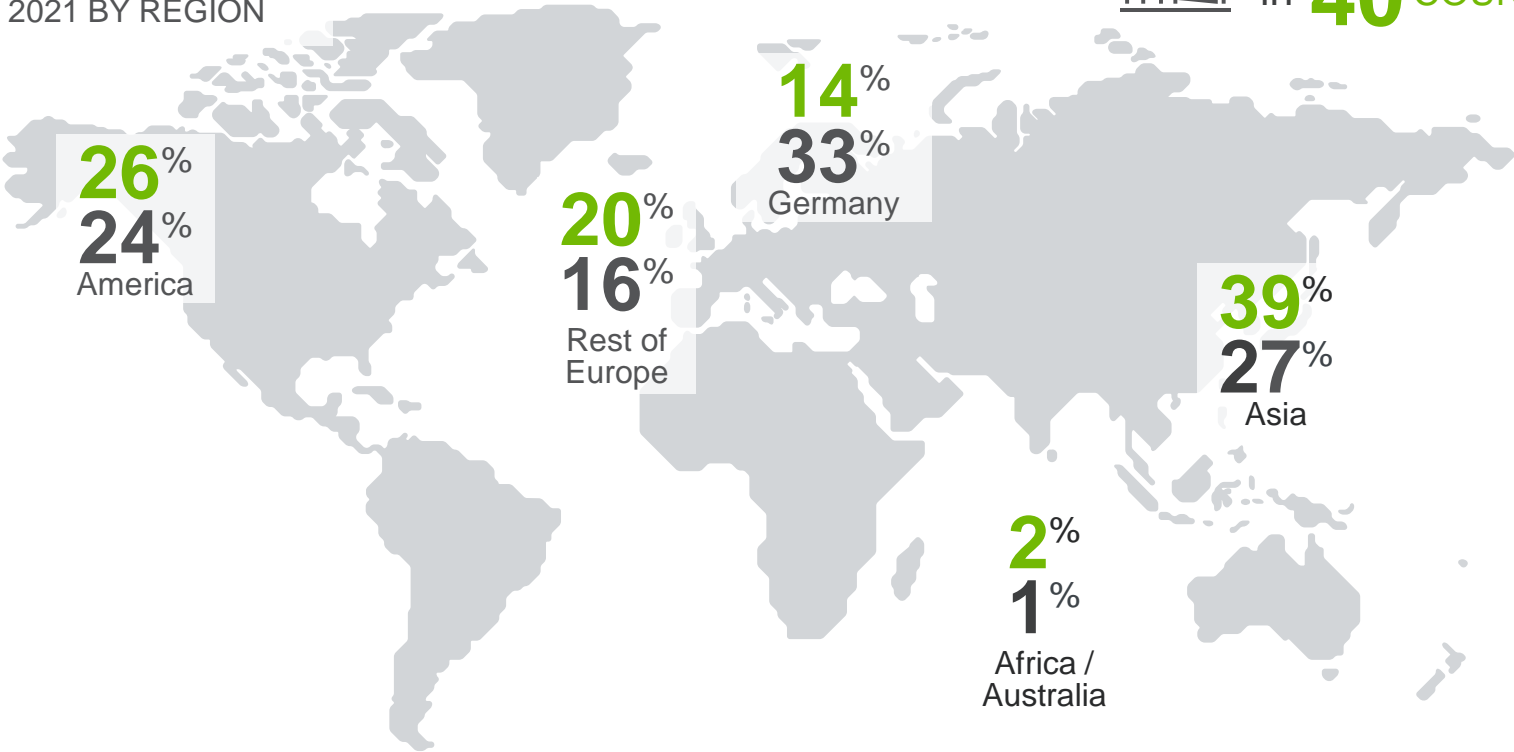 2021 BY REGION
in 40
14%
33%
Germany
26%
24%
America
20%
16%
Rest of
Europe
39%
27%
Asia
2%
1%
Africa /
Australia